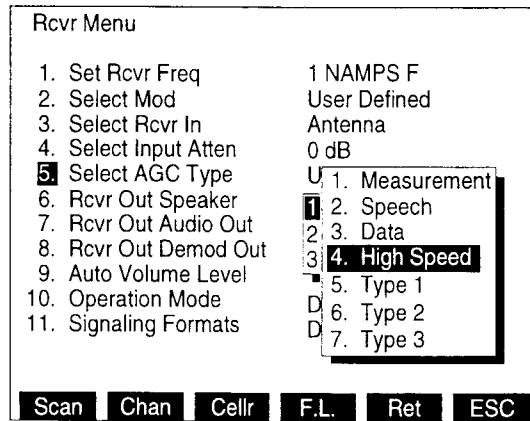 Rcvr Menu
1. Set Rcvr Freq 1 NAMPS F
2. Select Mod User Defined
3. Select Rcvr In Antenna
4. Select Input Atten 0 dB
5. Select AGC Type U 1. Measurement
6. Rcvr Out Speaker 1 2. Speech
7. Rcvr Out Audio Out 2 3. Data
8. Rcvr Out Demod Out 3 4. High Speed
9. Auto Volume Level 5. Type 1
10. Operation Mode D 6. Type 2
11. Signaling Formats D 7. Type 3
Scan Chan Cellr F.L. Ret ESC